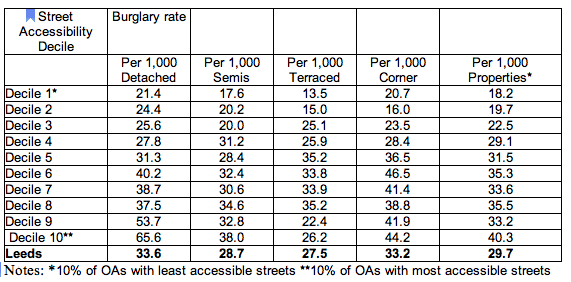 Street Accessibility Decile Burglary rate
Per 1,000 Detached Per 1,000 Semis Per 1,000 Terraced Per 1,000 Corner Per 1,000 Properties*
Decile 1* 21.4 17.6 13.5 20.7 18.2
Decile 2 24.4 20.2 15.0 16.0 19.7
Decile 3 25.6 20.0 25.1 23.5 22.5
Decile 4 27.8 31.2 25.9 28.4 29.1
Decile 5 31.3 28.4 35.2 36.5 31.5
Decile 6 40.2 32.4 33.8 46.5 35.3
Decile 7 38.7 30.6 33.9 41.4 33.6
Decile 8 37.5 34.6 35.2 38.8 35.5
Decile 9 53.7 32.8 22.4 41.9 33.2
Decile 10** 65.6 38.0 26.2 44.2 40.3
Leeds 33.6 28.7 27.5 33.2 29.7
Notes: *10% of OAs with least accessible streets **10% of OAs with most accessible streets